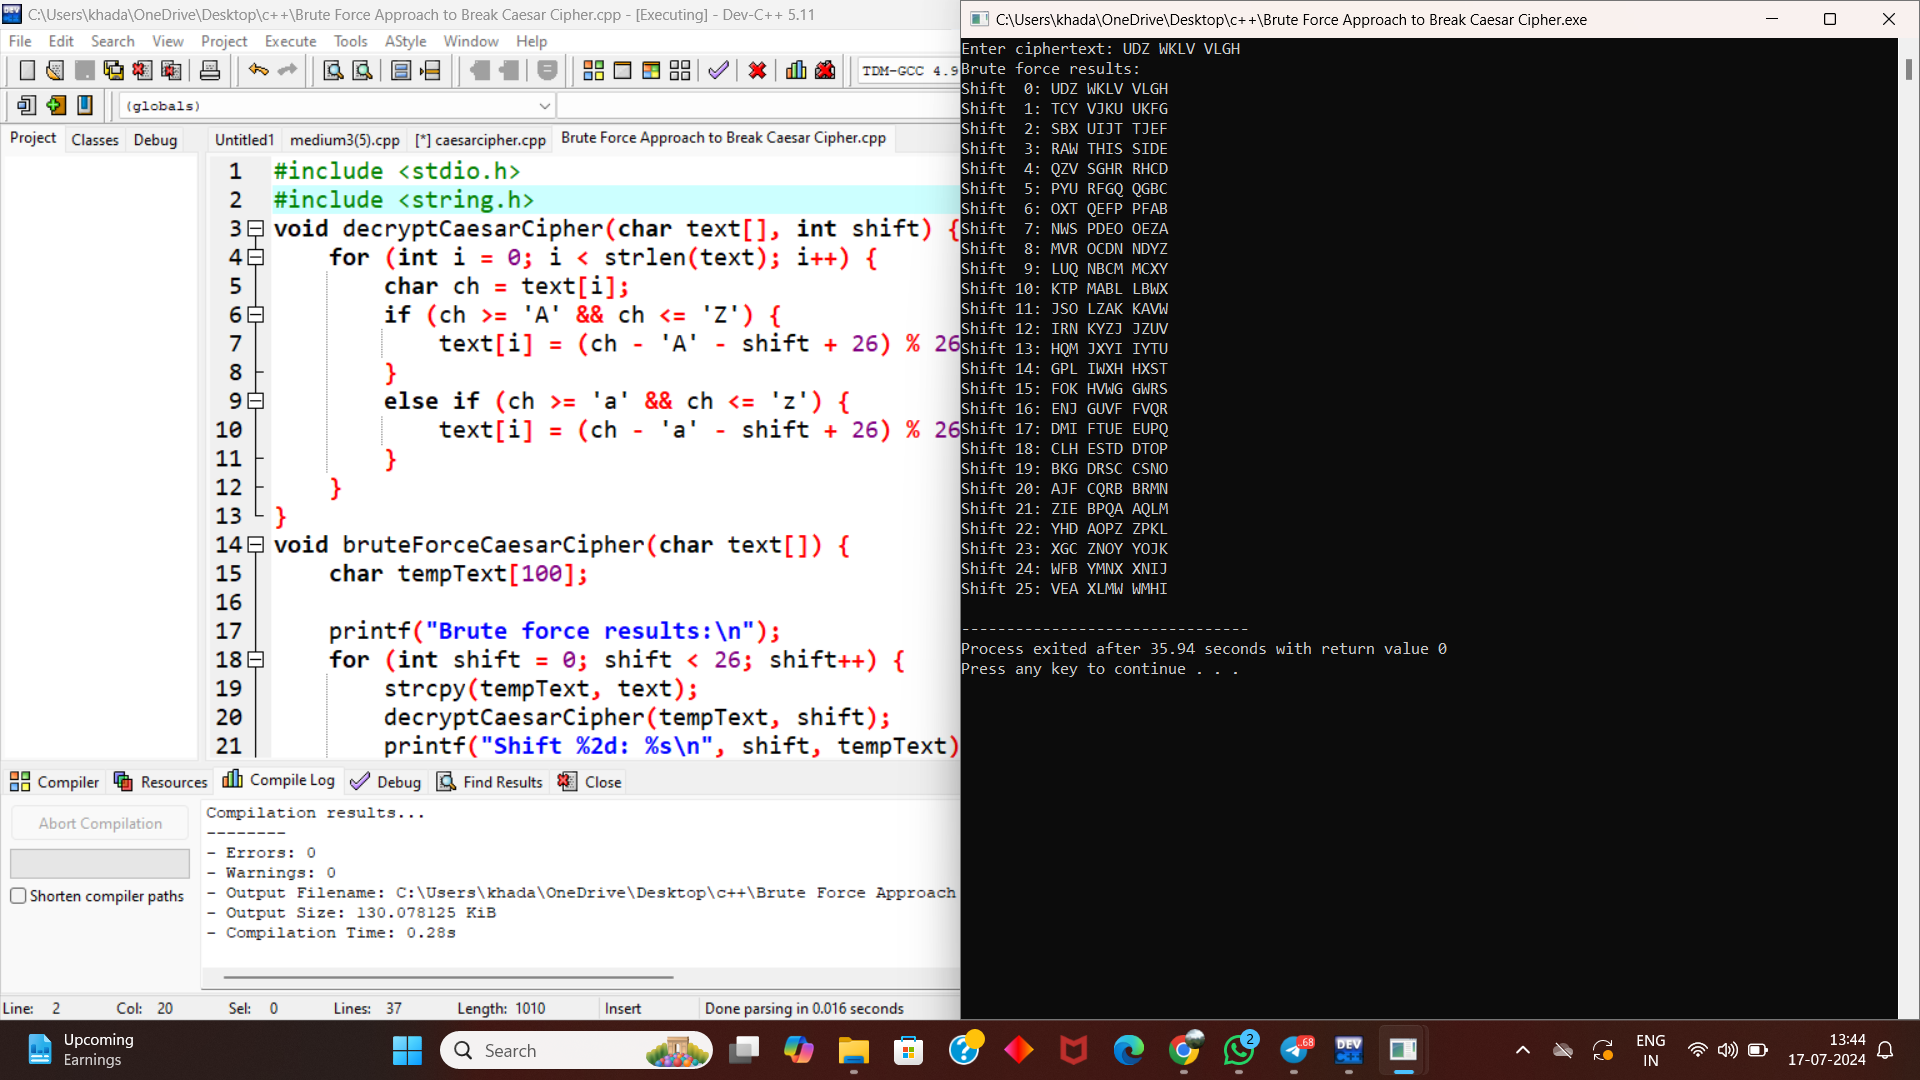 C:\Users\khada\OneDrive\Desktop\c++\Brute Force Approach to Break Caesar Cipher.cpp - [Executing] - Dev-C++ 5.11
File Edit Search View Project Execute Tools AStyle Window Help
TDM-GCC 4.9
(globals)
Project Classes Debug
Untitled1 medium3(5).cpp [*] caesarcipher.cpp Brute Force Approach to Break Caesar Cipher.cpp
1 #include <stdio.h>
2 #include <string.h>
3 void decryptCaesarCipher(char text[], int shift) {
4 for (int i = 0; i < strlen(text); i++) {
5 char ch = text[i];
6 if (ch >= 'A' && ch <= 'Z') {
7 text[i] = (ch - 'A' - shift + 26) % 26
8 }
9 else if (ch >= 'a' && ch <= 'z') {
10 text[i] = (ch - 'a' - shift + 26) % 26
11 }
12 }
13 }
14 void bruteForceCaesarCipher(char text[]) {
15 char tempText[100];
16
17 printf("Brute force results:\n");
18 for (int shift = 0; shift < 26; shift++) {
19 strcpy(tempText, text);
20 decryptCaesarCipher(tempText, shift);
21 printf("Shift %2d: %s\n", shift, tempText)
Compiler Resources Compile Log Debug Find Results Close
Abort Compilation
Shorten compiler paths
Compilation results...
--------
- Errors: 0
- Warnings: 0
- Output Filename: C:\Users\khada\OneDrive\Desktop\c++\Brute Force Approach
- Output Size: 130.078125 KiB
- Compilation Time: 0.28s
Line: 2 Col: 20 Sel: 0 Lines: 37 Length: 1010 Insert Done parsing in 0.016 seconds
C:\Users\khada\OneDrive\Desktop\c++\Brute Force Approach to Break Caesar Cipher.exe
Enter ciphertext: UDZ WKLV VLGH
Brute force results:
Shift  0: UDZ WKLV VLGH
Shift  1: TCY VJKU UKFG
Shift  2: SBX UIJT TJEF
Shift  3: RAW THIS SIDE
Shift  4: QZV SGHR RHCD
Shift  5: PYU RFGQ QGBC
Shift  6: OXT QEFP PFAB
Shift  7: NWS PDEO OEZA
Shift  8: MVR OCDN NDYZ
Shift  9: LUQ NBCM MCXY
Shift 10: KTP MABL LBWX
Shift 11: JSO LZAK KAVW
Shift 12: IRN KYZJ JZUV
Shift 13: HQM JXYI IYTU
Shift 14: GPL IWXH HXST
Shift 15: FOK HVWG GWRS
Shift 16: ENJ GUVF FVQR
Shift 17: DMI FTUE EUPQ
Shift 18: CLH ESTD DTOP
Shift 19: BKG DRSC CSNO
Shift 20: AJF CQRB BRMN
Shift 21: ZIE BPQA AQLM
Shift 22: YHD AOPZ ZPKL
Shift 23: XGC ZNOY YOJK
Shift 24: WFB YMNX XNIJ
Shift 25: VEA XLMW WMHI
--------------------------------
Process exited after 35.94 seconds with return value 0
Press any key to continue . . .
Upcoming
Earnings
Search
2
.68
DEV
C++
ENG
IN
13:44
17-07-2024